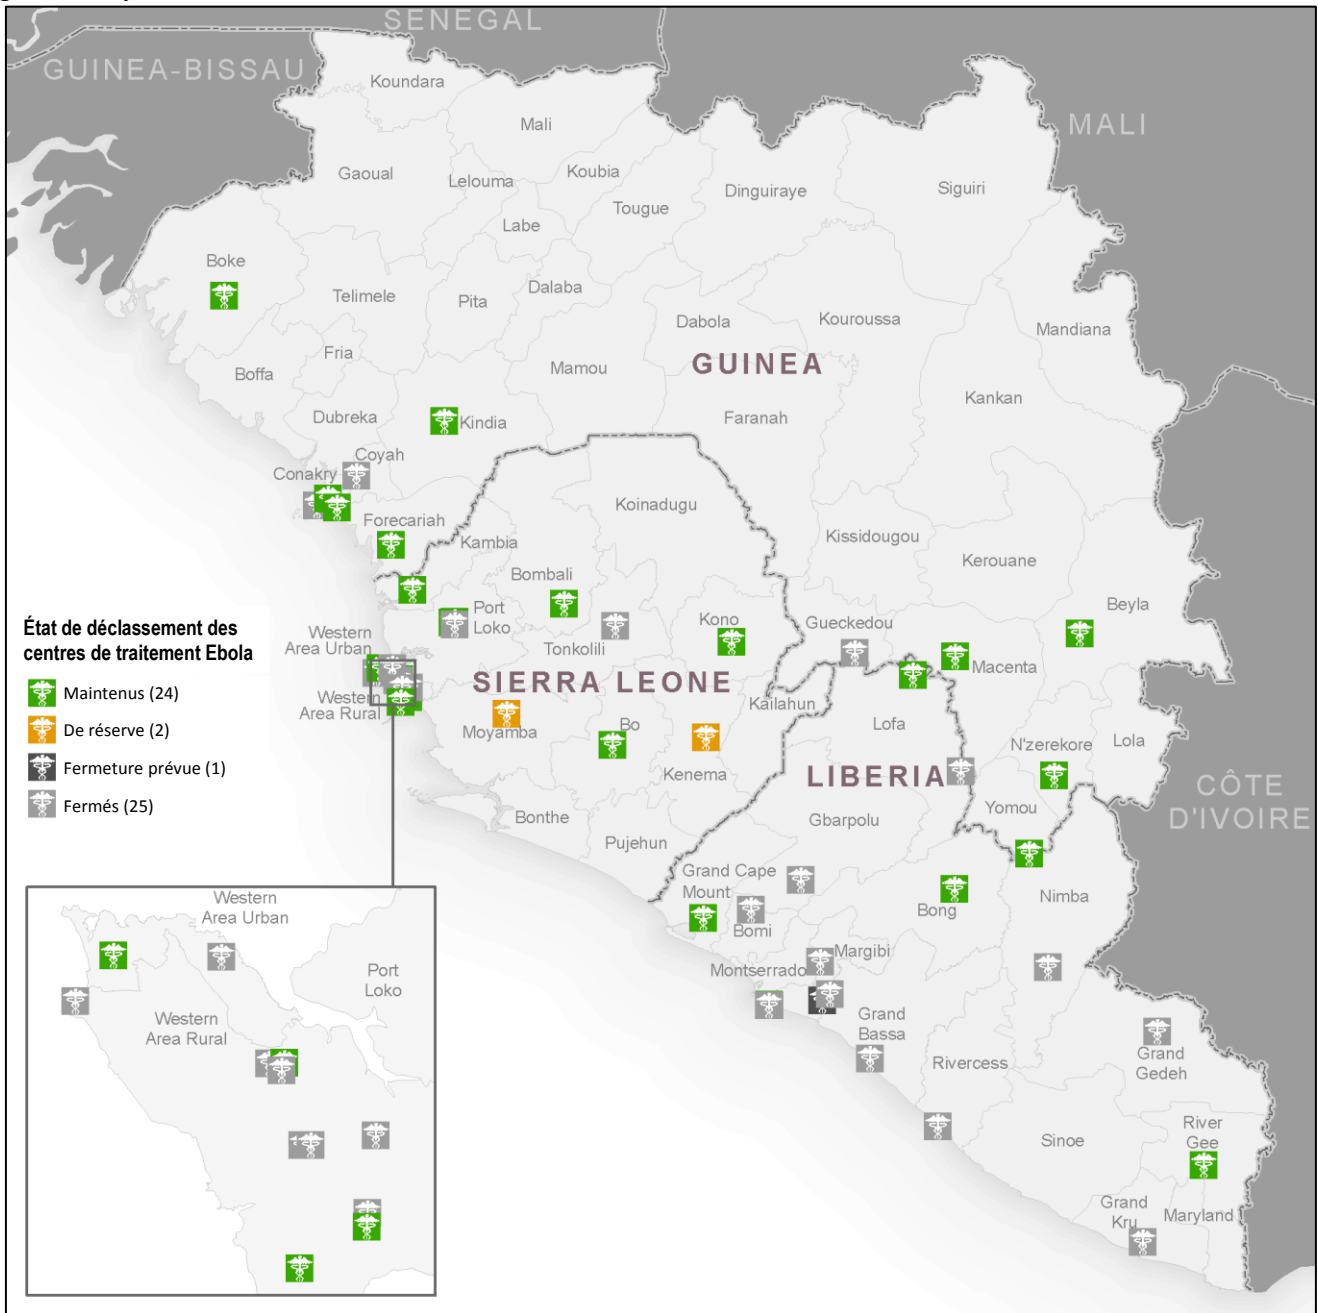 SENEGAL
GUINEA-BISSAU
MALI
Koundara
Mali
Gaoual
Lelouma
Koubia
Tougue
Dinguiraye
Siguiri
Labe
Boke
Telimele
Pita
Dalaba
Dabola
Kouroussa
Mandiana
Fria
Boffa
Mamou
GUINEA
Kankan
Dubreka
Kindia
Faranah
Coyah
Conakry
Koinadugu
Forecariah
Kambia
Kissidougou
Kerouane
Bombali
Beyla
Port
Loko
Kono
Gueckedou
Western
Area Urban
Tonkolili
Macenta
SIERRA LEONE
Western
Area Rural
Kailahun
Moyamba
Bo
Lofa
N'zerekore
Lola
Kenema
LIBERIA
CÔTE
D'IVOIRE
Yomou
Bonthe
Gbarpolu
Pujehun
Grand Cape
Mount
Nimba
Bong
Bomi
Margibi
Montserrado
Grand
Bassa
Rivercess
Grand
Gedeh
River
Gee
Sinoe
Grand
Kru
Maryland
État de déclassement des
centres de traitement Ebola
Maintenus (24)
De réserve (2)
Fermeture prévue (1)
Fermés (25)
Western
Area Urban
Port
Loko
Western
Area Rural